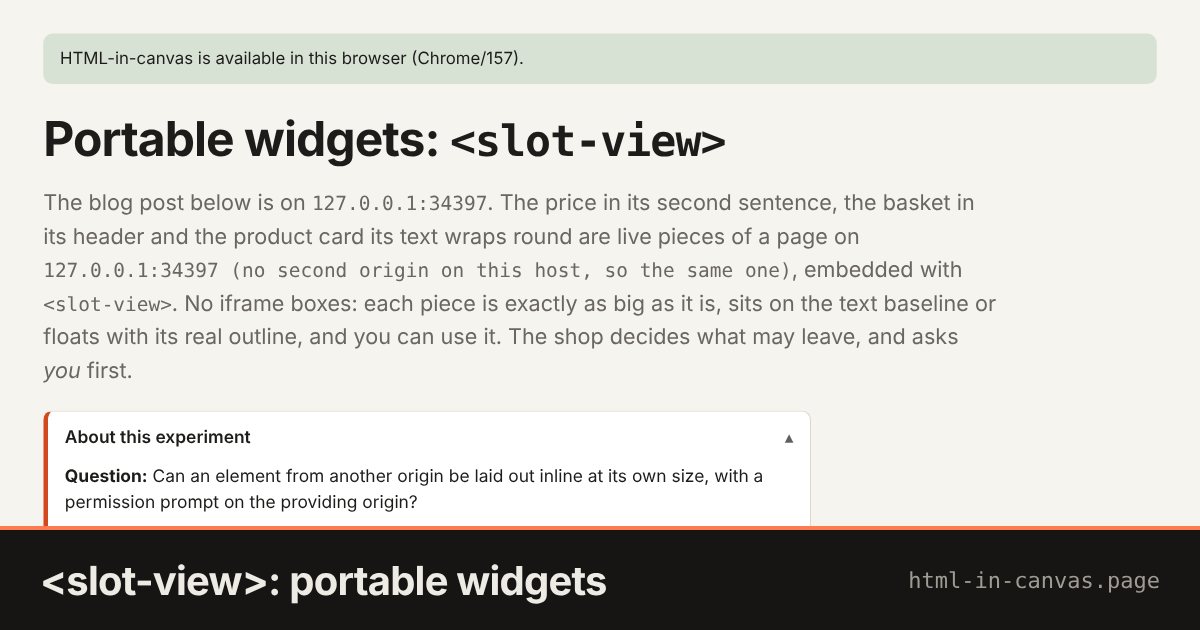 HTML-in-canvas is available in this browser (Chrome/157).
Portable widgets: <slot-view>
The blog post below is on 127.0.0.1:34397. The price in its second sentence, the basket in
its header and the product card its text wraps round are live pieces of a page on
127.0.0.1:34397 (no second origin on this host, so the same one), embedded with
<slot-view>. No iframe boxes: each piece is exactly as big as it is, sits on the text baseline or
floats with its real outline, and you can use it. The shop decides what may leave, and asks
you first.
About this experiment ▲
Question: Can an element from another origin be laid out inline at its own size, with a
permission prompt on the providing origin?
<slot-view>: portable widgets
html-in-canvas.page